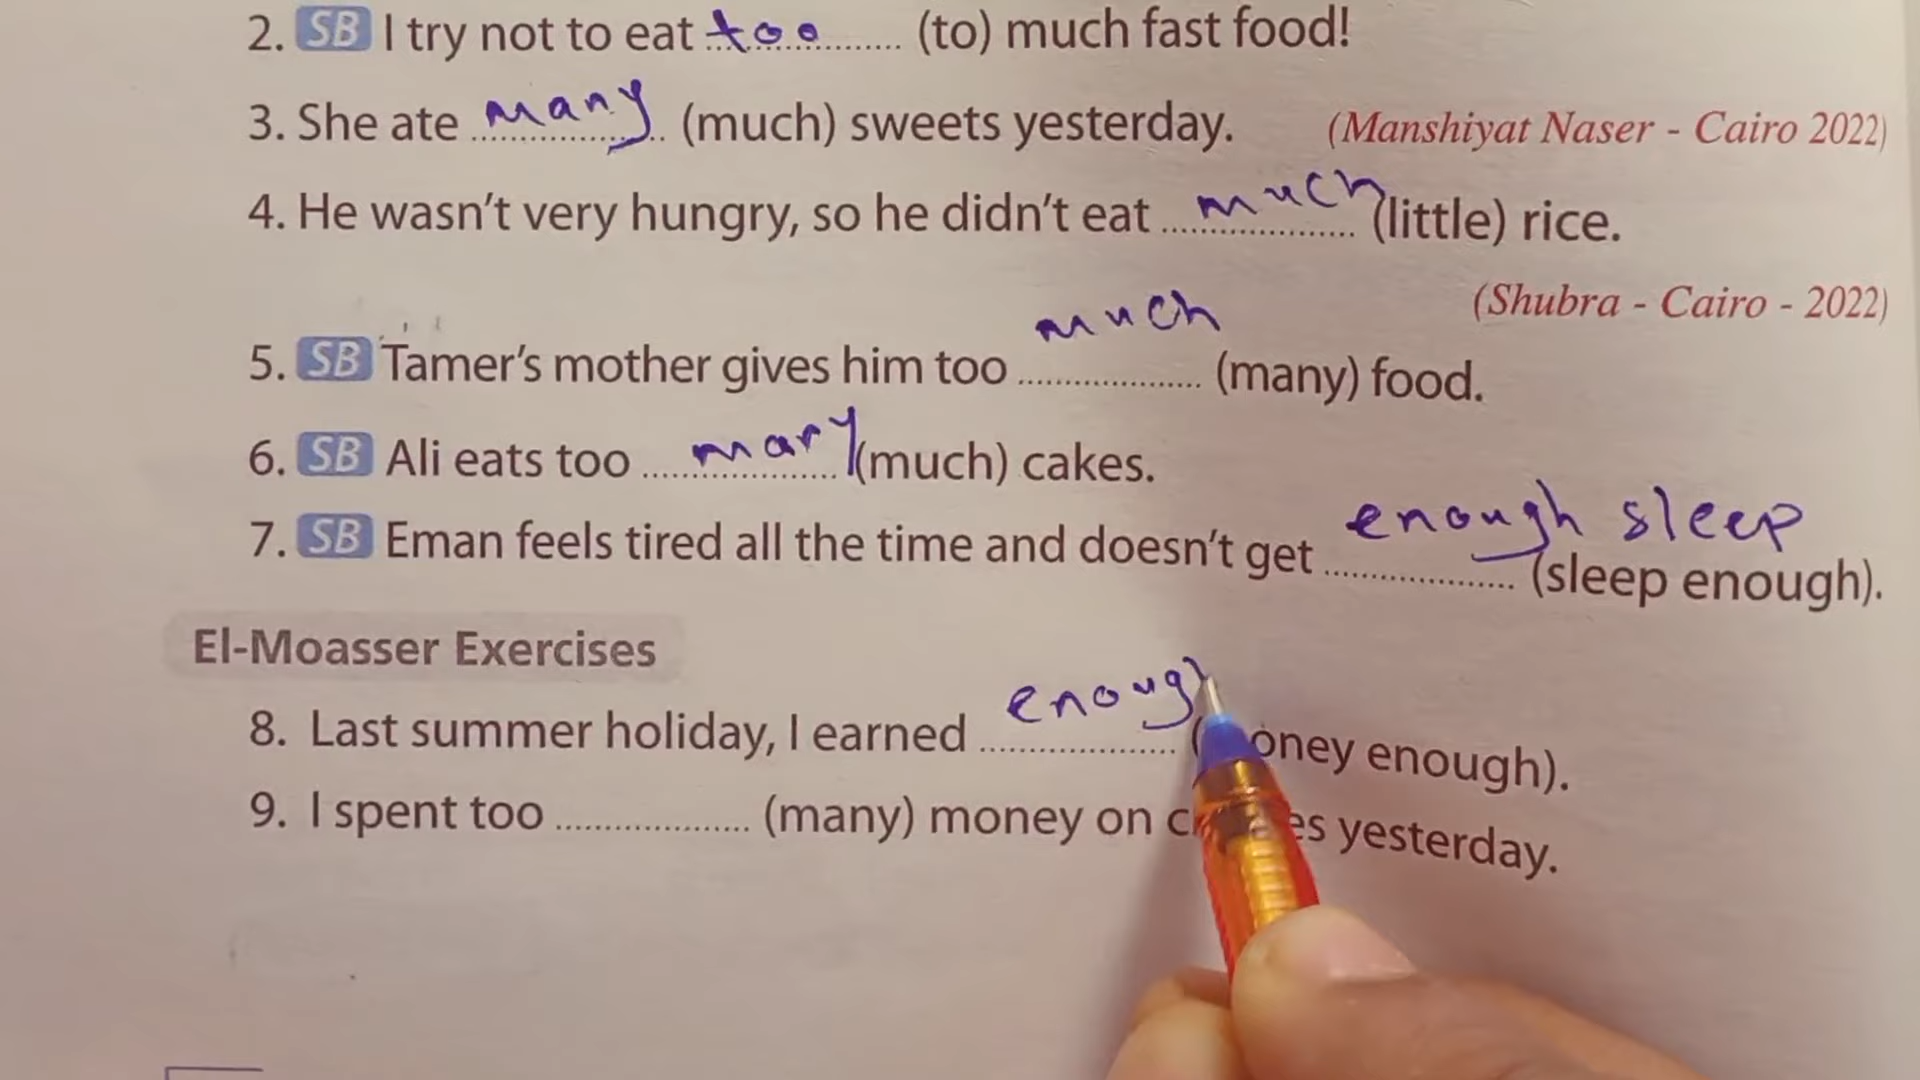 2. SB I try not to eat too (to) much fast food!
3. She ate many (much) sweets yesterday. (Manshiyat Naser - Cairo 2022)
4. He wasn't very hungry, so he didn't eat much (little) rice.
(Shubra - Cairo - 2022)
5. SB Tamer's mother gives him too much (many) food.
6. SB Ali eats too many (much) cakes.
7. SB Eman feels tired all the time and doesn't get enough sleep (sleep enough).
El-Moasser Exercises
8. Last summer holiday, I earned enough (money enough).
9. I spent too .................. (many) money on yesterday.